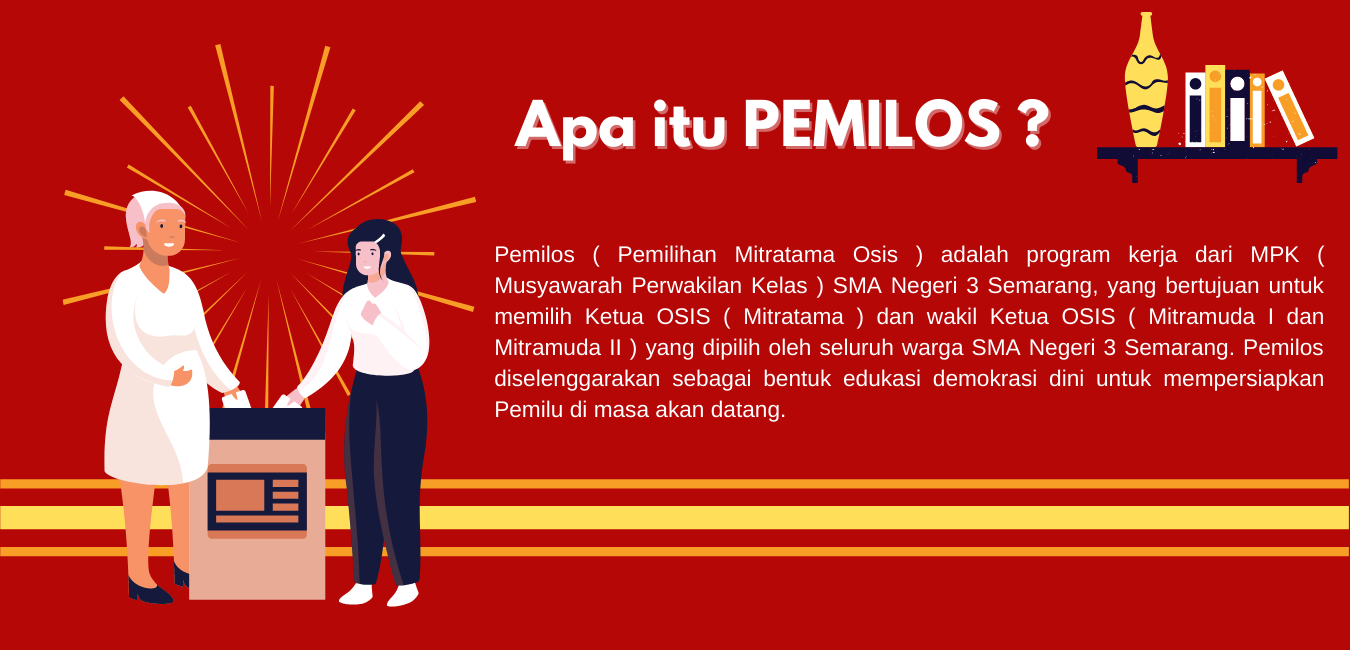 Apa itu PEMILOS ?
Pemilos ( Pemilihan Mitratama Osis ) adalah program kerja dari MPK (
Musyawarah Perwakilan Kelas ) SMA Negeri 3 Semarang, yang bertujuan untuk
memilih Ketua OSIS ( Mitratama ) dan wakil Ketua OSIS ( Mitramuda I dan
Mitramuda II ) yang dipilih oleh seluruh warga SMA Negeri 3 Semarang. Pemilos
diselenggarakan sebagai bentuk edukasi demokrasi dini untuk mempersiapkan
Pemilu di masa akan datang.